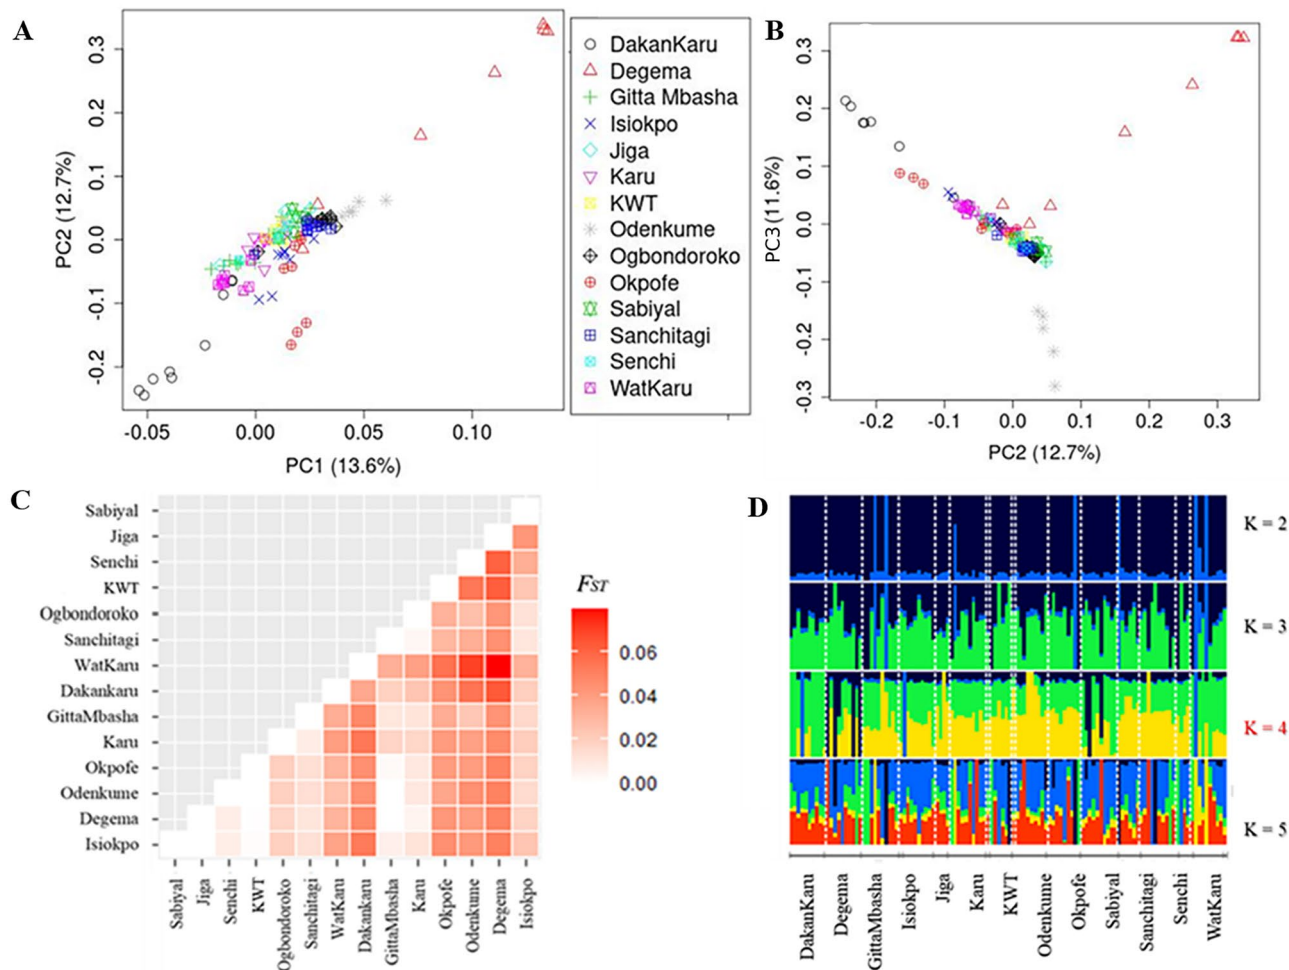 A
PC2 (12.7%)
0.3
0.2
0.1
0.0
-0.1
-0.2
-0.05
0.00
0.05
0.10
PC1 (13.6%)
DakanKaru
Degema
Gitta Mbasha
Isiokpo
Jiga
Karu
KWT
Odenkume
Ogbondoroko
Okpofe
Sabiyal
Sanchitagi
Senchi
WatKaru
B
PC3 (11.6%)
0.3
0.2
0.1
0.0
-0.1
-0.2
-0.3
-0.2
-0.1
0.0
0.1
0.2
0.3
PC2 (12.7%)
C
Sabiyal
Jiga
Senchi
KWT
Ogbondoroko
Sanchitagi
WatKaru
Dakankaru
GittaMbasha
Karu
Okpofe
Odenkume
Degema
Isiokpo
Sabiyal
Jiga
Senchi
KWT
Ogbondoroko
Sanchitagi
WatKaru
Dakankaru
GittaMbasha
Karu
Okpofe
Odenkume
Degema
Isiokpo
FST
0.06
0.04
0.02
0.00
D
K = 2
K = 3
K = 4
K = 5
DakanKaru
Degema
GittaMbasha
Isiokpo
Jiga
Karu
KWT
Odenkume
Okpofe
Sabiyal
Sanchitagi
Senchi
WatKaru